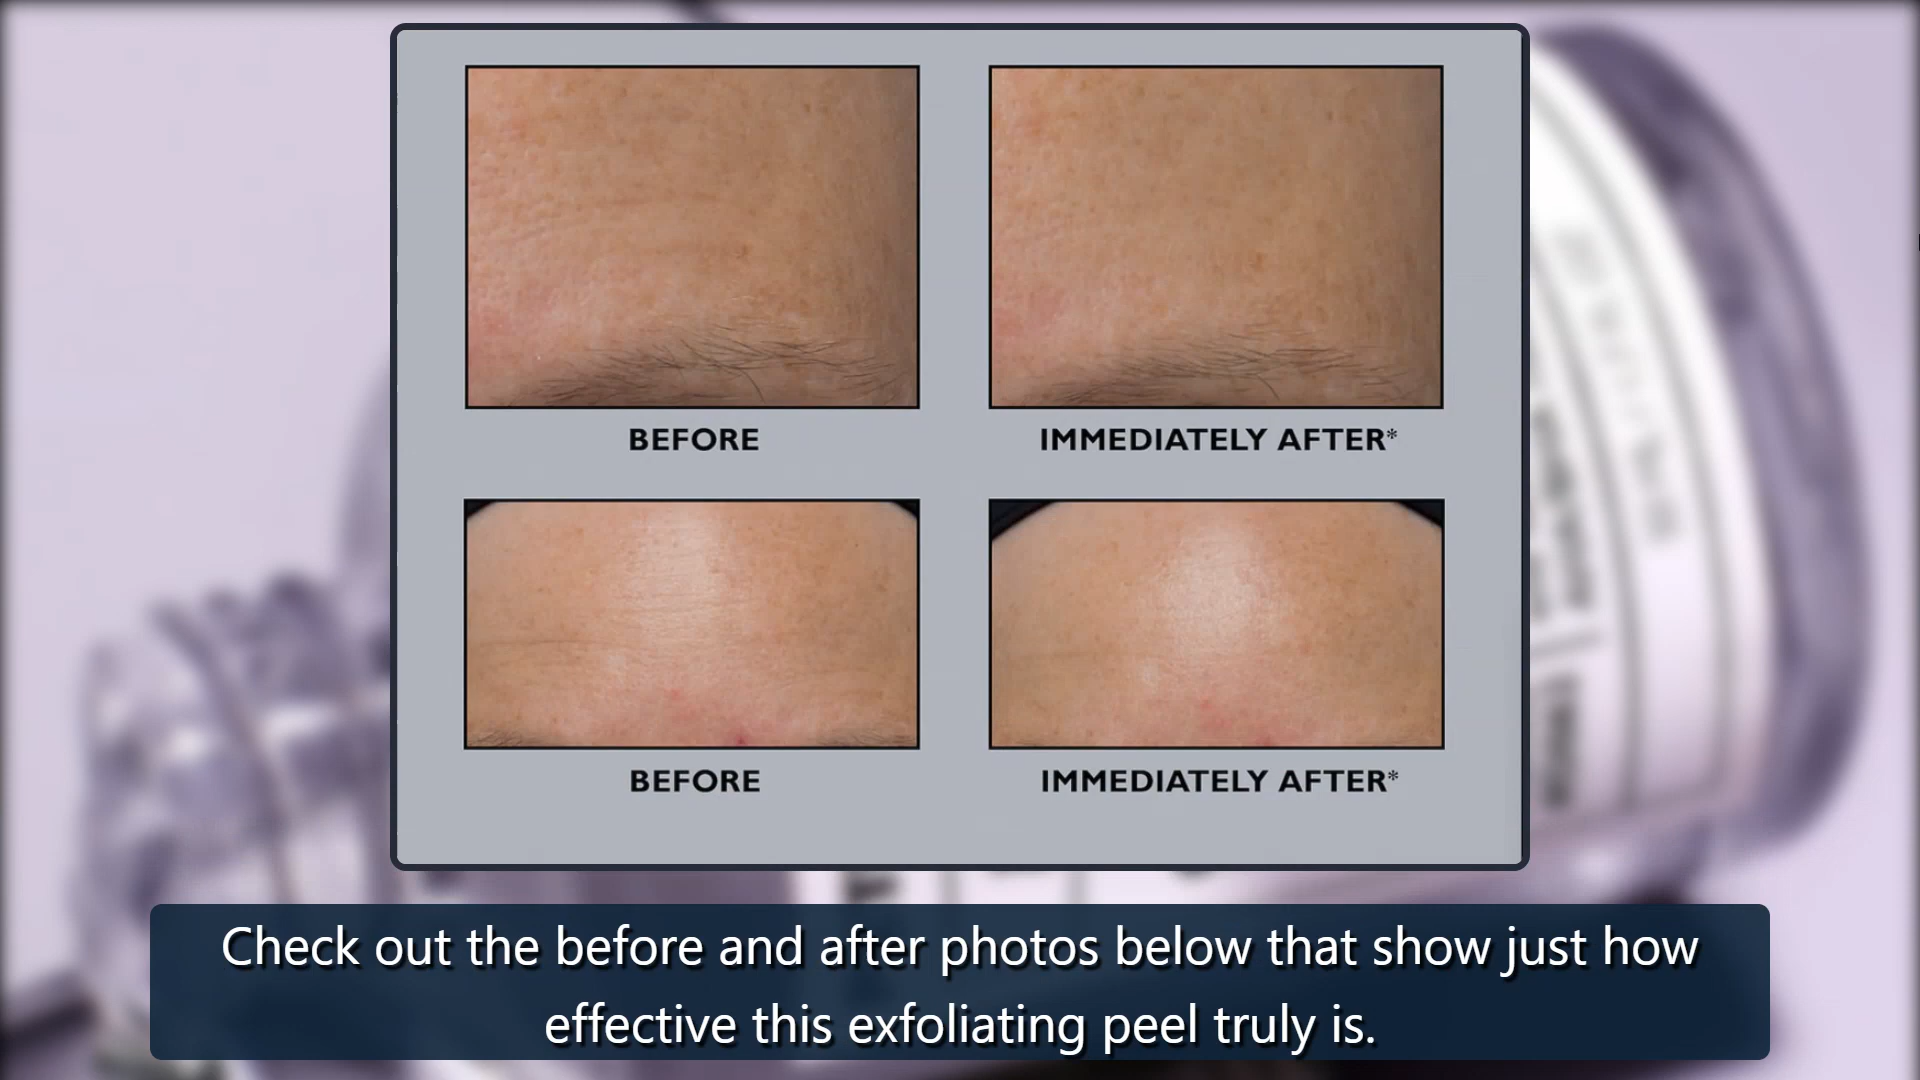 BEFORE
IMMEDIATELY AFTER*
BEFORE
IMMEDIATELY AFTER*
Check out the before and after photos below that show just how
effective this exfoliating peel truly is.